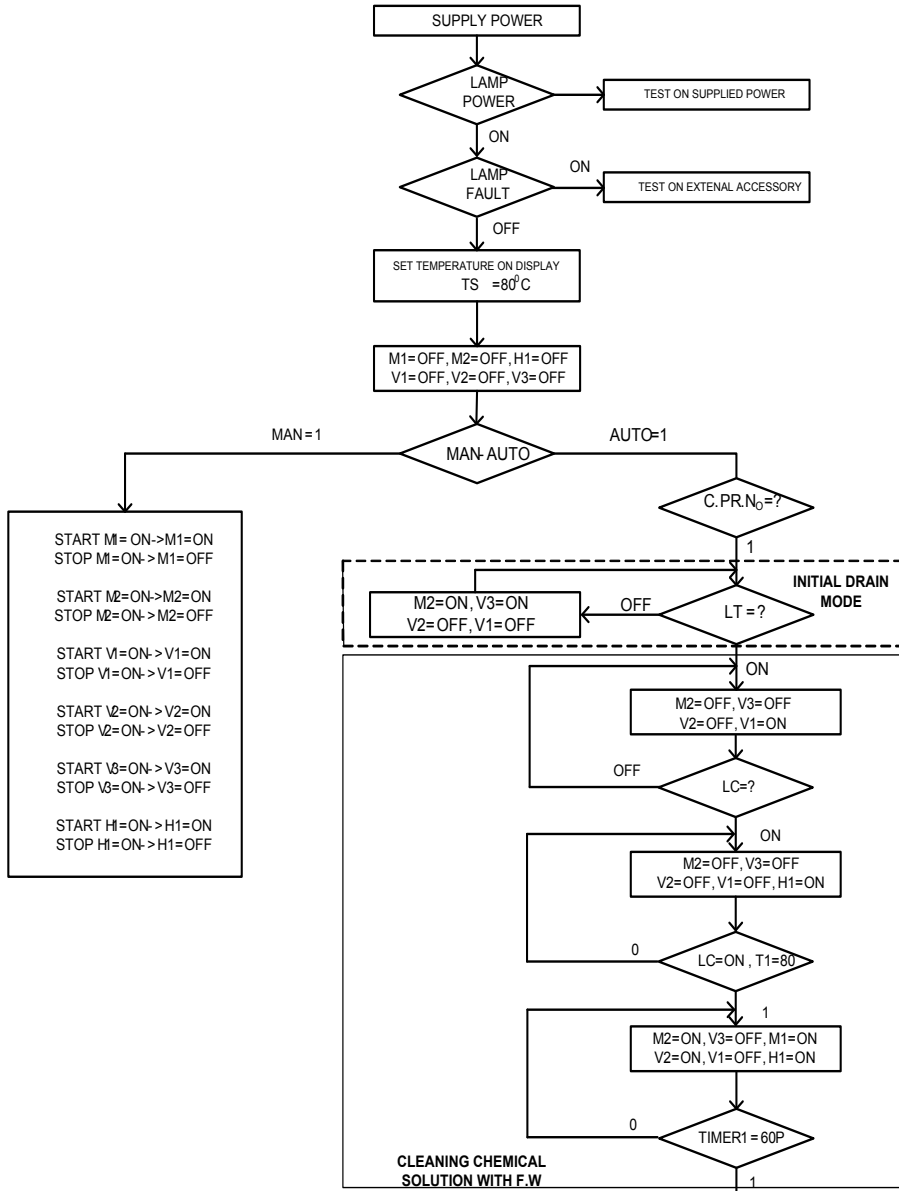 SUPPLY POWER
LAMP
POWER
TEST ON SUPPLIED POWER
ON
LAMP
FAULT
ON
TEST ON EXTENAL ACCESSORY
OFF
SET TEMPERATURE ON DISPLAY
TS =80⁰C
M1=OFF, M2=OFF, H1=OFF
V1=OFF, V2=OFF, V3=OFF
MAN=1
MAN-AUTO
AUTO=1
START M1=ON->M1=ON
STOP M1=ON->M1=OFF
START M2=ON->M2=ON
STOP M2=ON->M2=OFF
START V1=ON->V1=ON
STOP V1=ON->V1=OFF
START V2=ON->V2=ON
STOP V2=ON->V2=OFF
START V3=ON->V3=ON
STOP V3=ON->V3=OFF
START H1=ON->H1=ON
STOP H1=ON->H1=OFF
C.PR.No=?
1
INITIAL DRAIN
MODE
M2=ON, V3=ON
V2=OFF, V1=OFF
OFF
LT =?
ON
M2=OFF, V3=OFF
V2=OFF, V1=ON
OFF
LC=?
ON
M2=OFF, V3=OFF
V2=OFF, V1=OFF, H1=ON
0
LC=ON , T1=80
1
M2=ON, V3=OFF, M1=ON
V2=ON, V1=OFF, H1=ON
0
TIMER1=60P
1
CLEANING CHEMICAL
SOLUTION WITH F.W